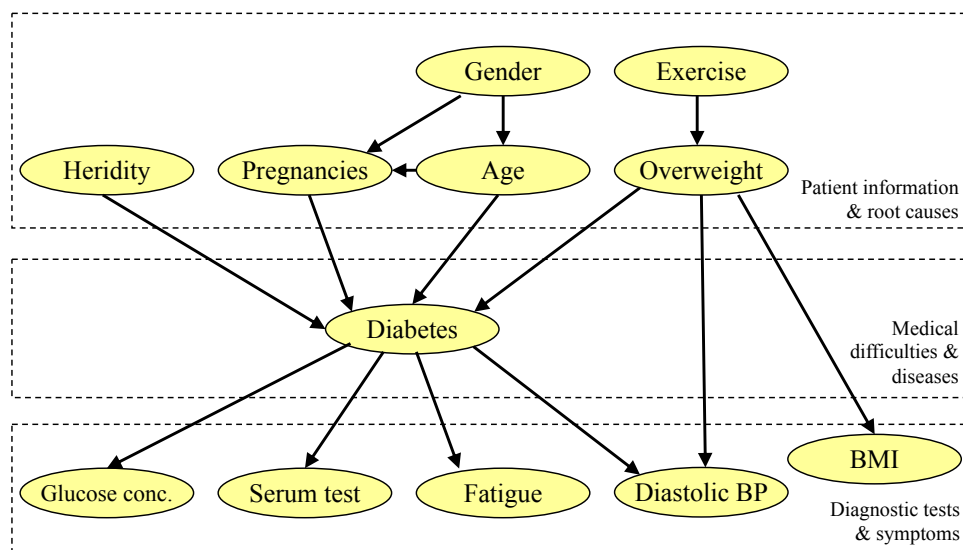 Gender
Exercise
Heridity
Pregnancies
Age
Overweight
Patient information
& root causes
Diabetes
Medical
difficulties &
diseases
Glucose conc.
Serum test
Fatigue
Diastolic BP
BMI
Diagnostic tests
& symptoms